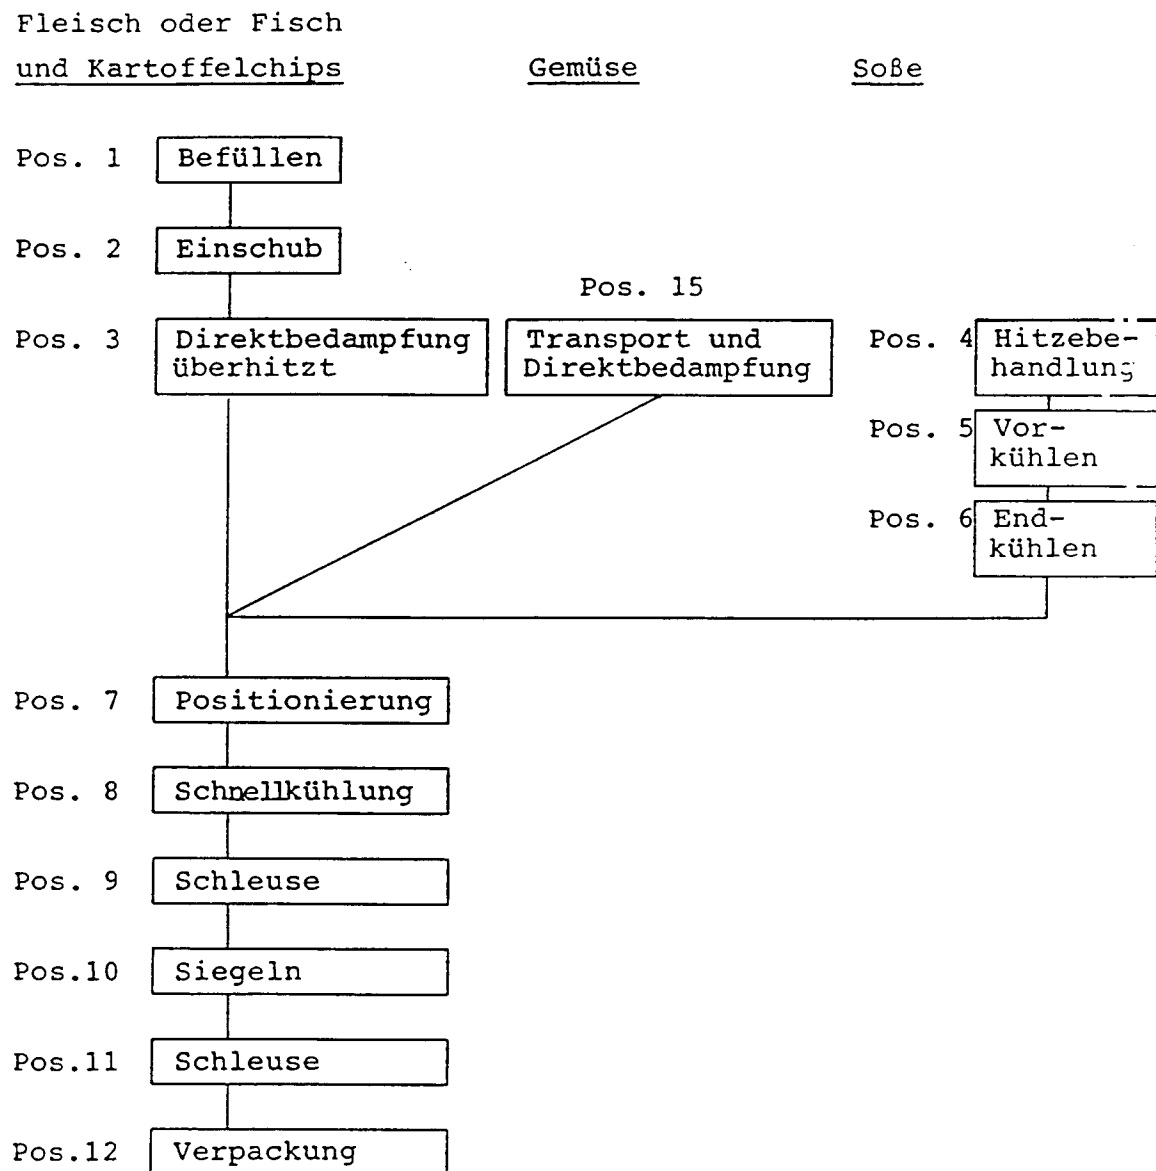 Fleisch oder Fisch
und Kartoffelchips Gemüse Soße
Pos. 1 Befüllen
Pos. 2 Einschub
Pos. 15
Pos. 3 Direktbedampfung
überhitzt
Transport und
Direktbedampfung
Pos. 4 Hitzebe-
handlung
Pos. 5 Vor-
kühlen
Pos. 6 End-
kühlen
Pos. 7 Positionierung
Pos. 8 Schnellkühlung
Pos. 9 Schleuse
Pos.10 Siegeln
Pos.11 Schleuse
Pos.12 Verpackung